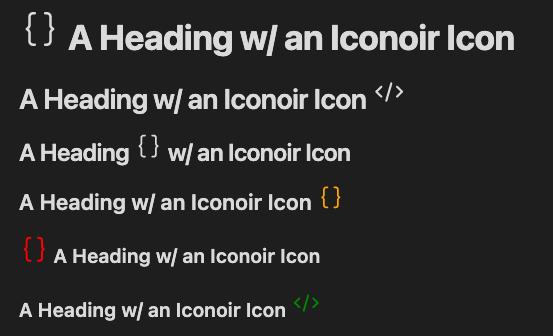 {} A Heading w/ an Iconoir Icon
A Heading w/ an Iconoir Icon </>
A Heading {} w/ an Iconoir Icon
A Heading w/ an Iconoir Icon {}
{} A Heading w/ an Iconoir Icon
A Heading w/ an Iconoir Icon </>